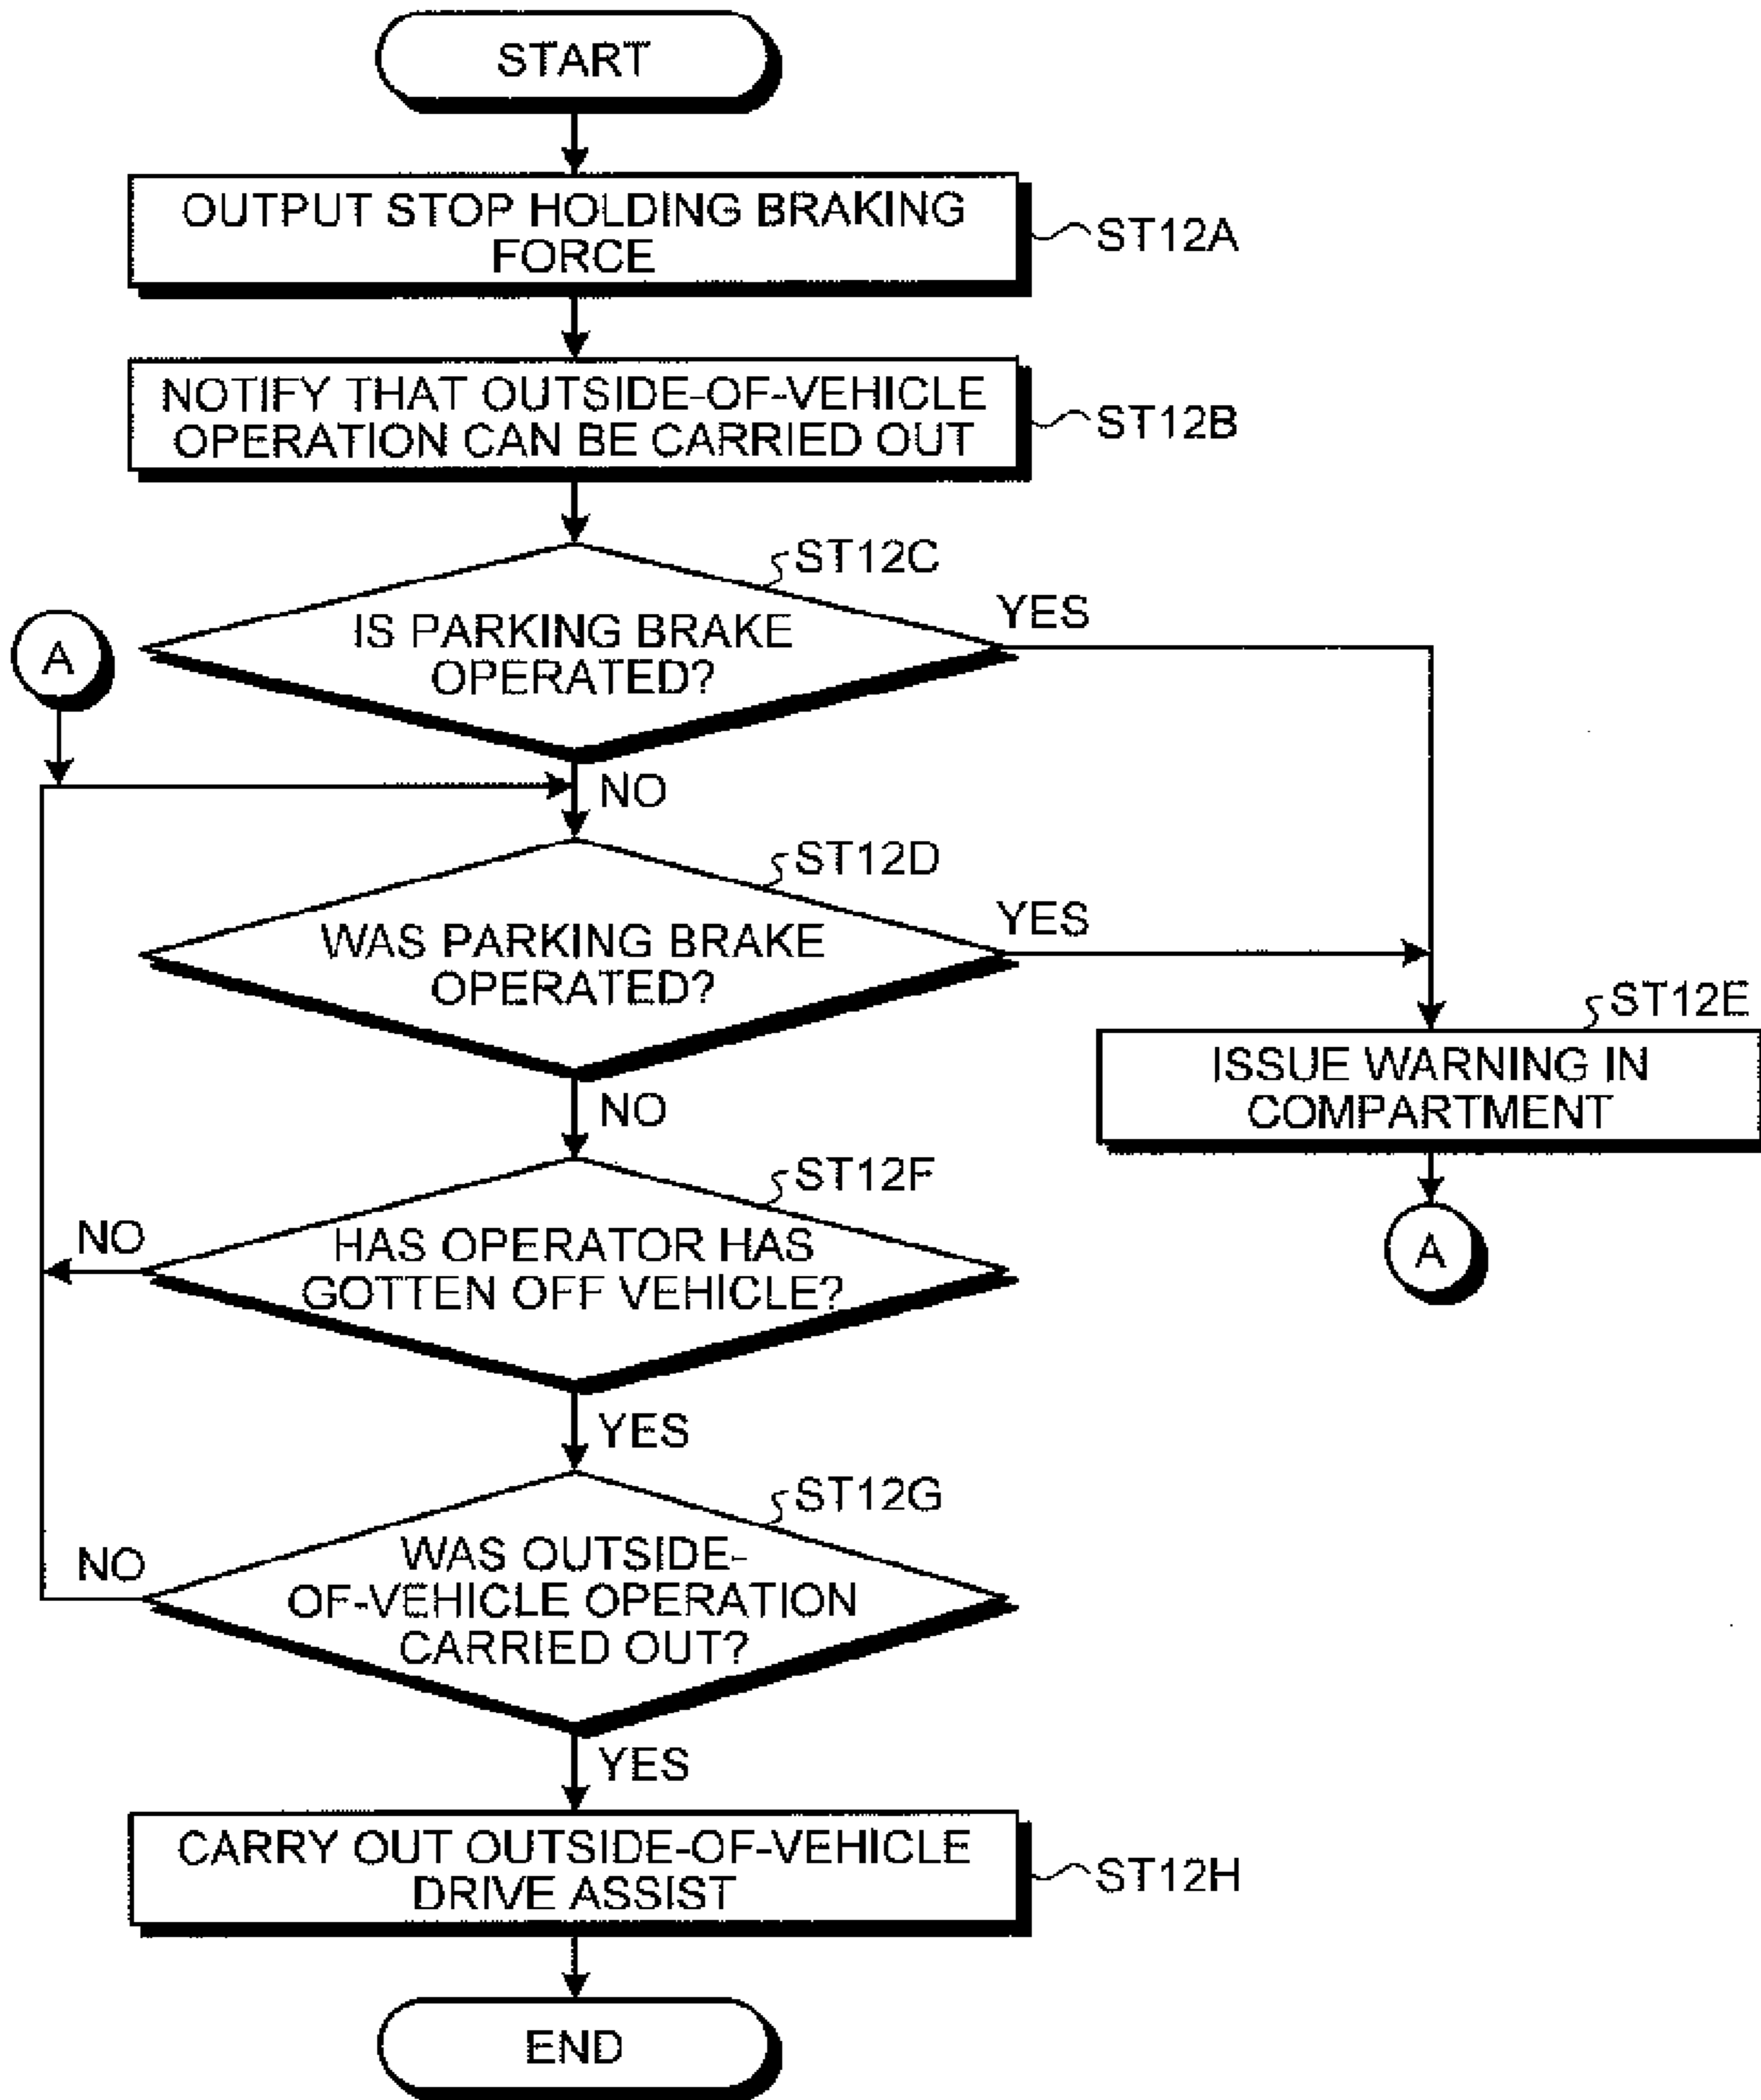 START
OUTPUT STOP HOLDING BRAKING
FORCE
ST12A
NOTIFY THAT OUTSIDE-OF-VEHICLE
OPERATION CAN BE CARRIED OUT
ST12B
ST12C
IS PARKING BRAKE
OPERATED?
YES
A
NO
ST12D
WAS PARKING BRAKE
OPERATED?
YES
ST12E
ISSUE WARNING IN
COMPARTMENT
A
NO
ST12F
HAS OPERATOR HAS
GOTTEN OFF VEHICLE?
NO
YES
ST12G
WAS OUTSIDE-
OF-VEHICLE OPERATION
CARRIED OUT?
NO
YES
CARRY OUT OUTSIDE-OF-VEHICLE
DRIVE ASSIST
ST12H
END